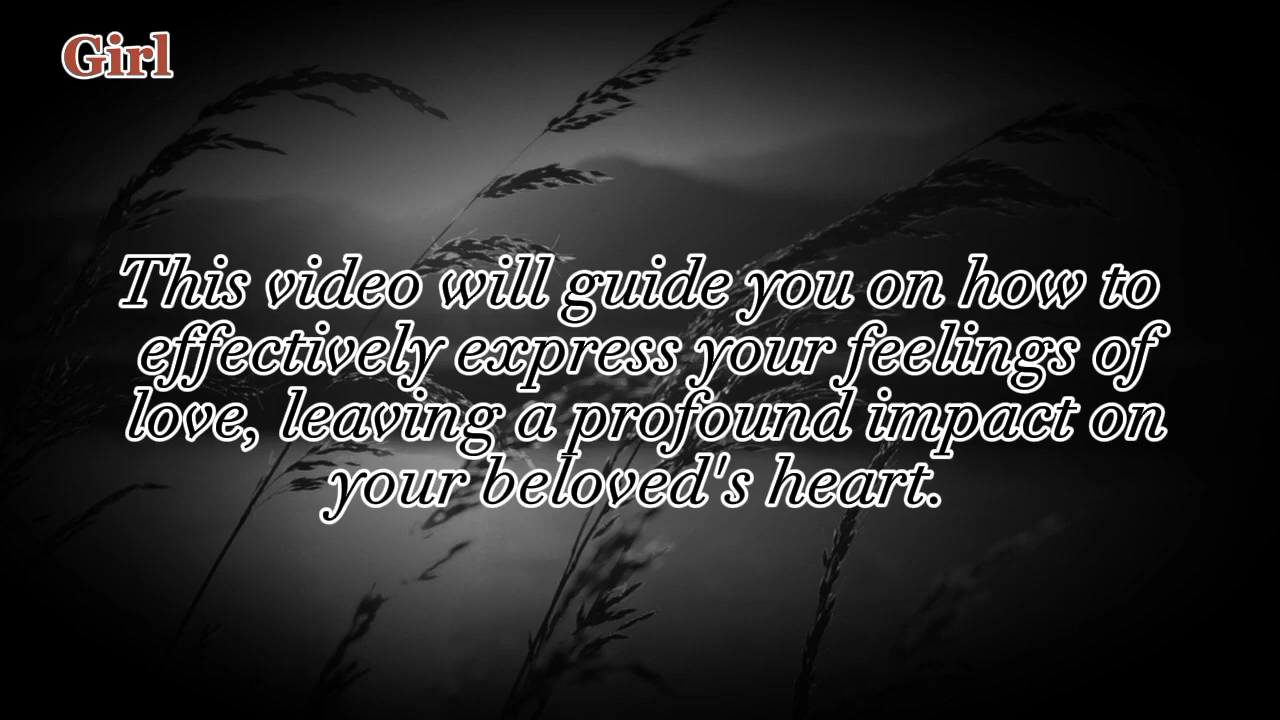 Girl
This video will guide you on how to
effectively express your feelings of
love, leaving a profound impact on
your beloved's heart.